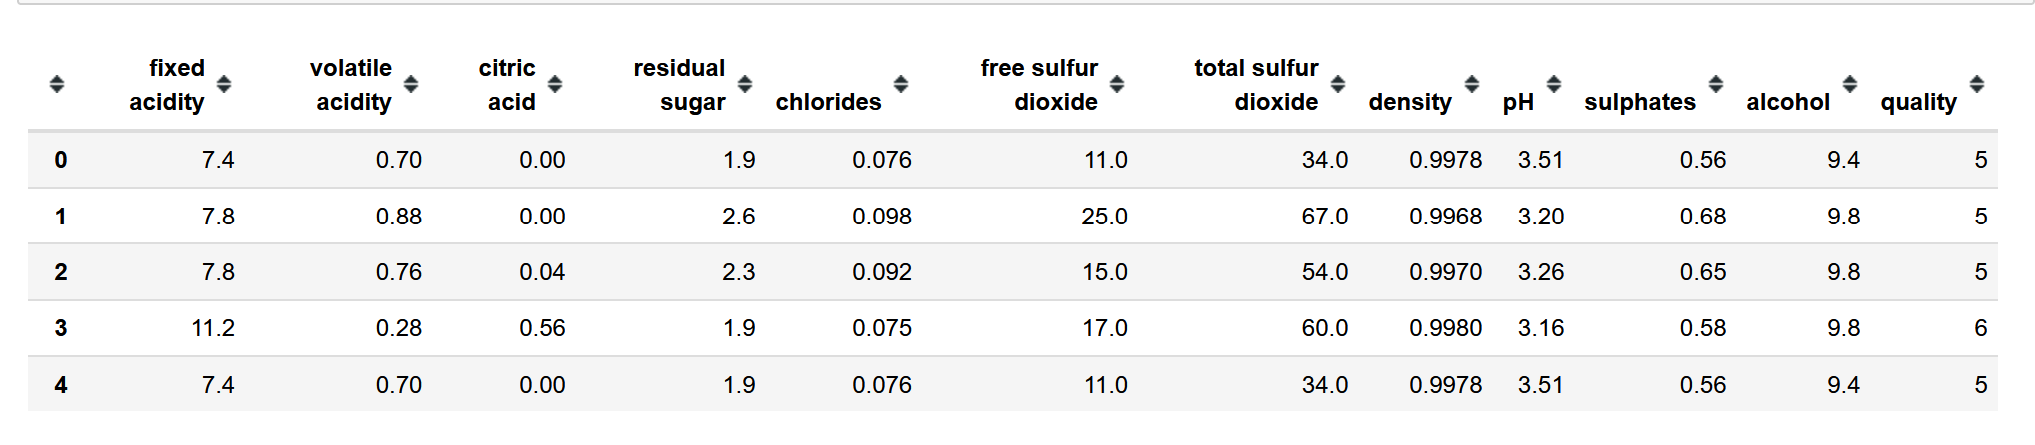 fixed acidity volatile acidity citric acid residual sugar chlorides free sulfur dioxide total sulfur dioxide density pH sulphates alcohol quality
0 7.4 0.70 0.00 1.9 0.076 11.0 34.0 0.9978 3.51 0.56 9.4 5
1 7.8 0.88 0.00 2.6 0.098 25.0 67.0 0.9968 3.20 0.68 9.8 5
2 7.8 0.76 0.04 2.3 0.092 15.0 54.0 0.9970 3.26 0.65 9.8 5
3 11.2 0.28 0.56 1.9 0.075 17.0 60.0 0.9980 3.16 0.58 9.8 6
4 7.4 0.70 0.00 1.9 0.076 11.0 34.0 0.9978 3.51 0.56 9.4 5